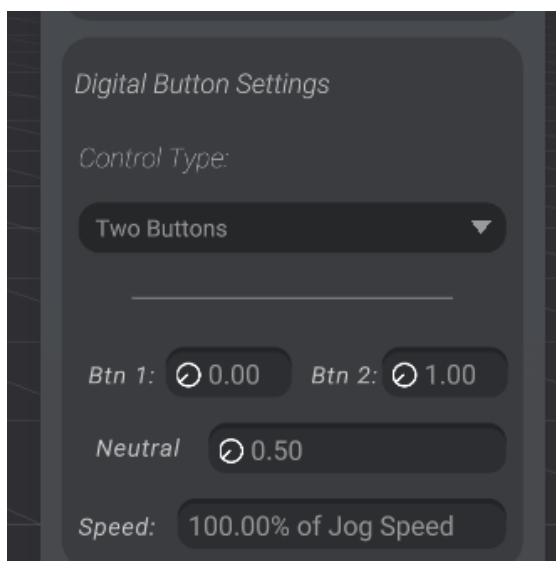 Digital Button Settings
Control Type:
Two Buttons
Btn 1: 0.00 Btn 2: 1.00
Neutral 0.50
Speed: 100.00% of Jog Speed